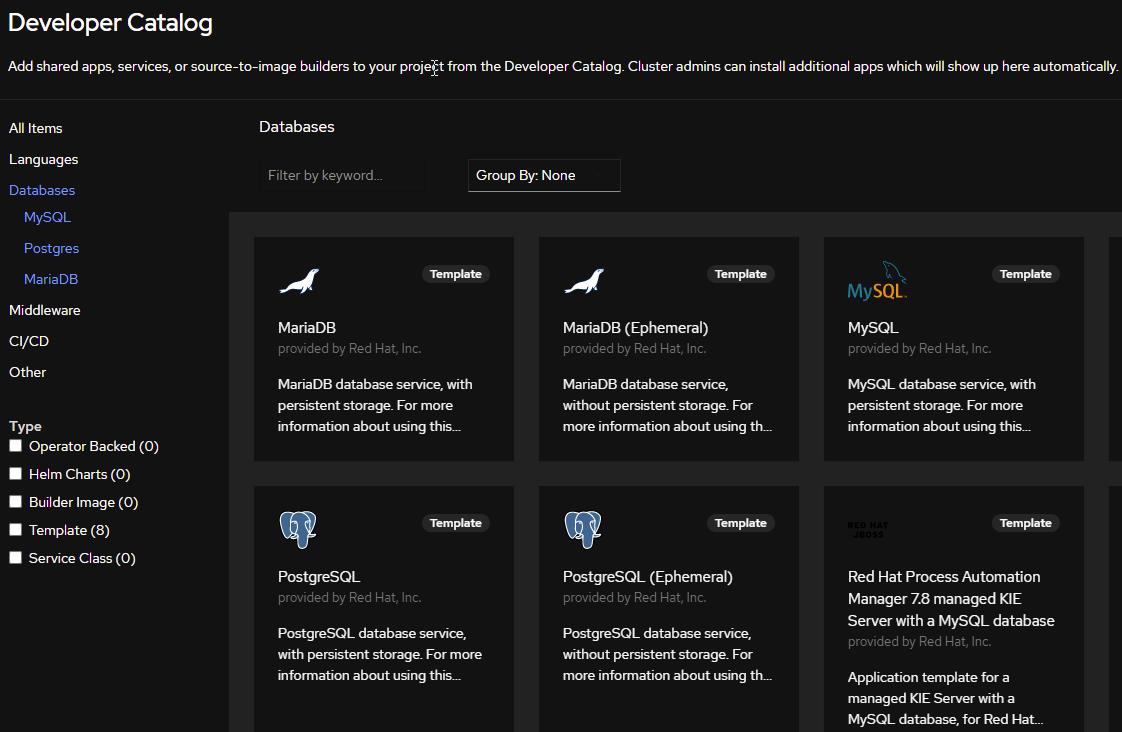 Developer Catalog
Add shared apps, services, or source-to-image builders to your project from the Developer Catalog. Cluster admins can install additional apps which will show up here automatically.
All Items
Languages
Databases
MySQL
Postgres
MariaDB
Middleware
CI/CD
Other
Type
Operator Backed (0)
Helm Charts (0)
Builder Image (0)
Template (8)
Service Class (0)
Databases
Filter by keyword...
Group By: None
Template
MariaDB
provided by Red Hat, Inc.
MariaDB database service, with
persistent storage. For more
information about using this...
Template
MariaDB (Ephemeral)
provided by Red Hat, Inc.
MariaDB database service,
without persistent storage. For
more information about using th...
MySQL
Template
MySQL
provided by Red Hat, Inc.
MySQL database service, with
persistent storage. For more
information about using this...
Template
PostgreSQL
provided by Red Hat, Inc.
PostgreSQL database service,
with persistent storage. For more
information about using this...
Template
PostgreSQL (Ephemeral)
provided by Red Hat, Inc.
PostgreSQL database service,
without persistent storage. For
more information about using th...
RED HAT
JBOSS
Template
Red Hat Process Automation
Manager 7.8 managed KIE
Server with a MySQL database
provided by Red Hat, Inc.
Application template for a
managed KIE Server with a
MySQL database, for Red Hat...